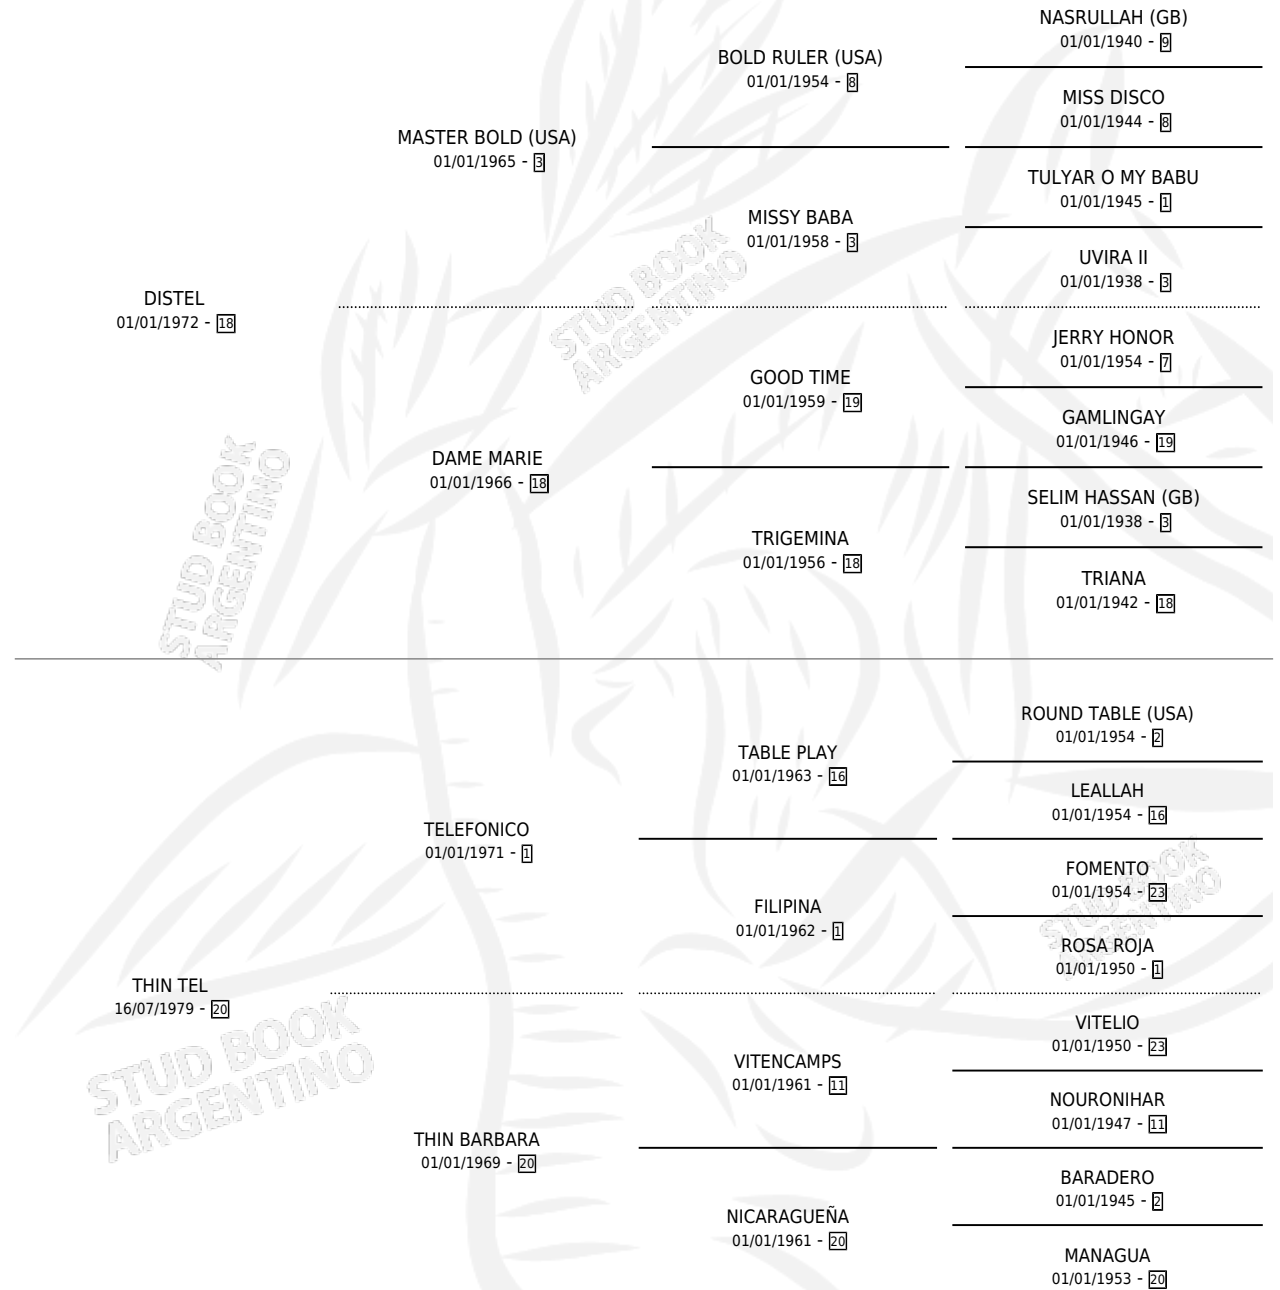 NASRULLAH (GB)
01/01/1940 - 9
BOLD RULER (USA)
01/01/1954 - 8
MISS DISCO
01/01/1944 - 8
MASTER BOLD (USA)
01/01/1965 - 3
TULYAR O MY BABU
01/01/1945 - 1
MISSY BABA
01/01/1958 - 3
UVIRA II
01/01/1938 - 3
DISTEL
01/01/1972 - 18
JERRY HONOR
01/01/1954 - 7
GOOD TIME
01/01/1959 - 19
GAMLINGAY
01/01/1946 - 19
DAME MARIE
01/01/1966 - 18
SELIM HASSAN (GB)
01/01/1938 - 3
TRIGEMINA
01/01/1956 - 18
TRIANA
01/01/1942 - 18
ROUND TABLE (USA)
01/01/1954 - 2
TABLE PLAY
01/01/1963 - 16
LEALLAH
01/01/1954 - 16
TELEFONICO
01/01/1971 - 1
FOMENTO
01/01/1954 - 23
FILIPINA
01/01/1962 - 1
ROSA ROJA
01/01/1950 - 1
THIN TEL
16/07/1979 - 20
VITELIO
01/01/1950 - 23
VITENCAMPS
01/01/1961 - 11
NOURONIHAR
01/01/1947 - 11
THIN BARBARA
01/01/1969 - 20
BARADERO
01/01/1945 - 2
NICARAGUEÑA
01/01/1961 - 20
MANAGUA
01/01/1953 - 20
STUD BOOK
ARGENTINO
STUD BOOK
ARGENTINO
STUD BOOK
ARGENTINO
STUD BOOK
ARGENTINO